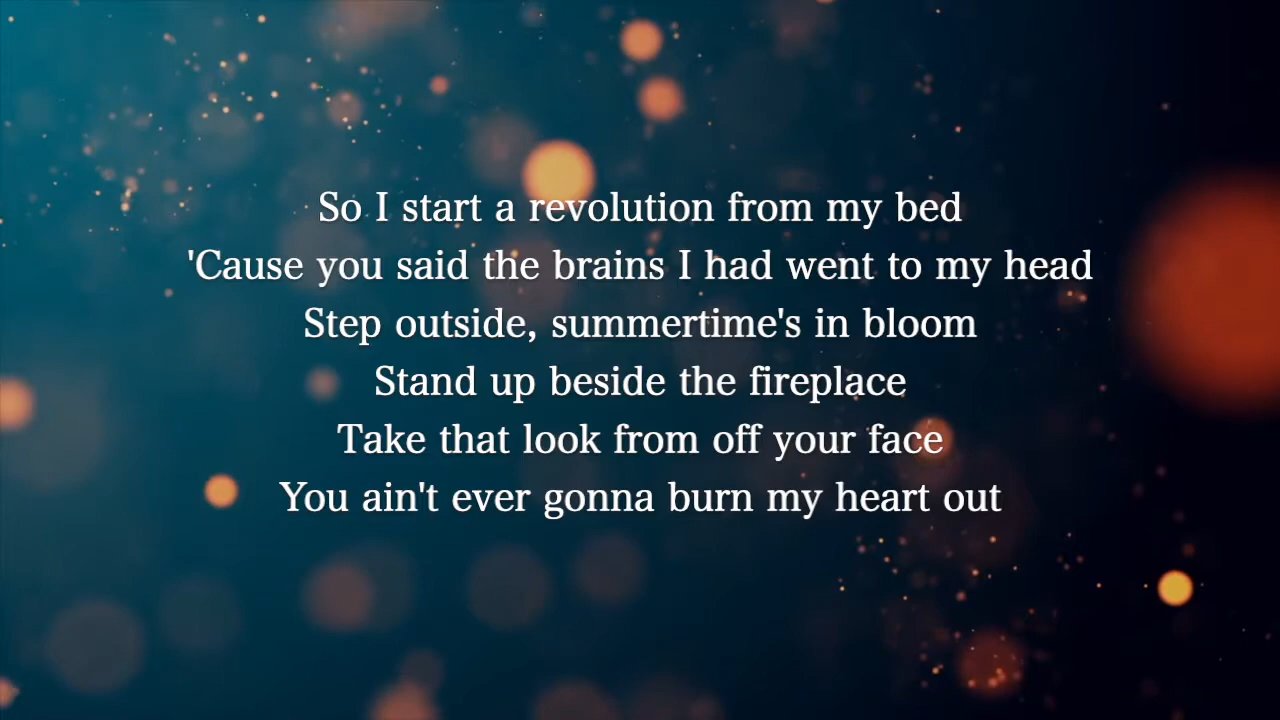 So I start a revolution from my bed
'Cause you said the brains I had went to my head
Step outside, summertime's in bloom
Stand up beside the fireplace
Take that look from off your face
You ain't ever gonna burn my heart out